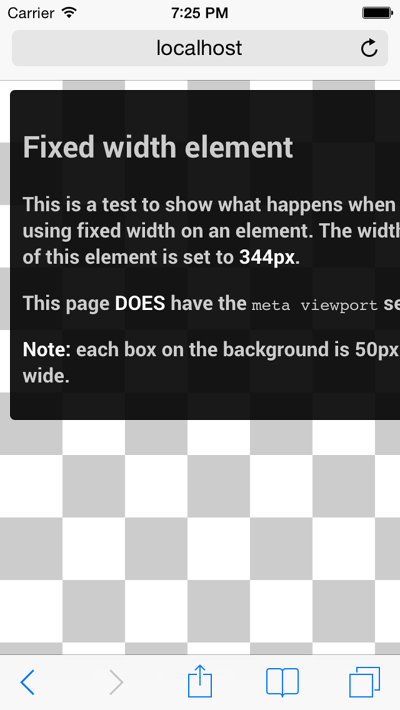 Carrier 7:25 PM
localhost
Fixed width element
This is a test to show what happens when
using fixed width on an element. The width
of this element is set to 344px.
This page DOES have the meta viewport se
Note: each box on the background is 50px
wide.